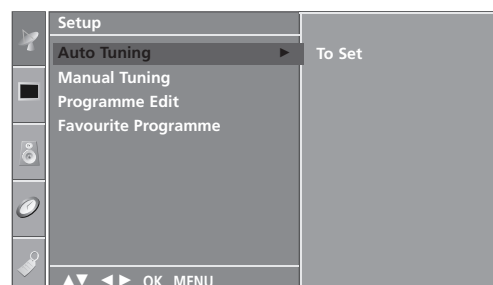 Setup
Auto Tuning ► To Set
Manual Tuning
Programme Edit
Favourite Programme
▲▼ ◄► OK MENU